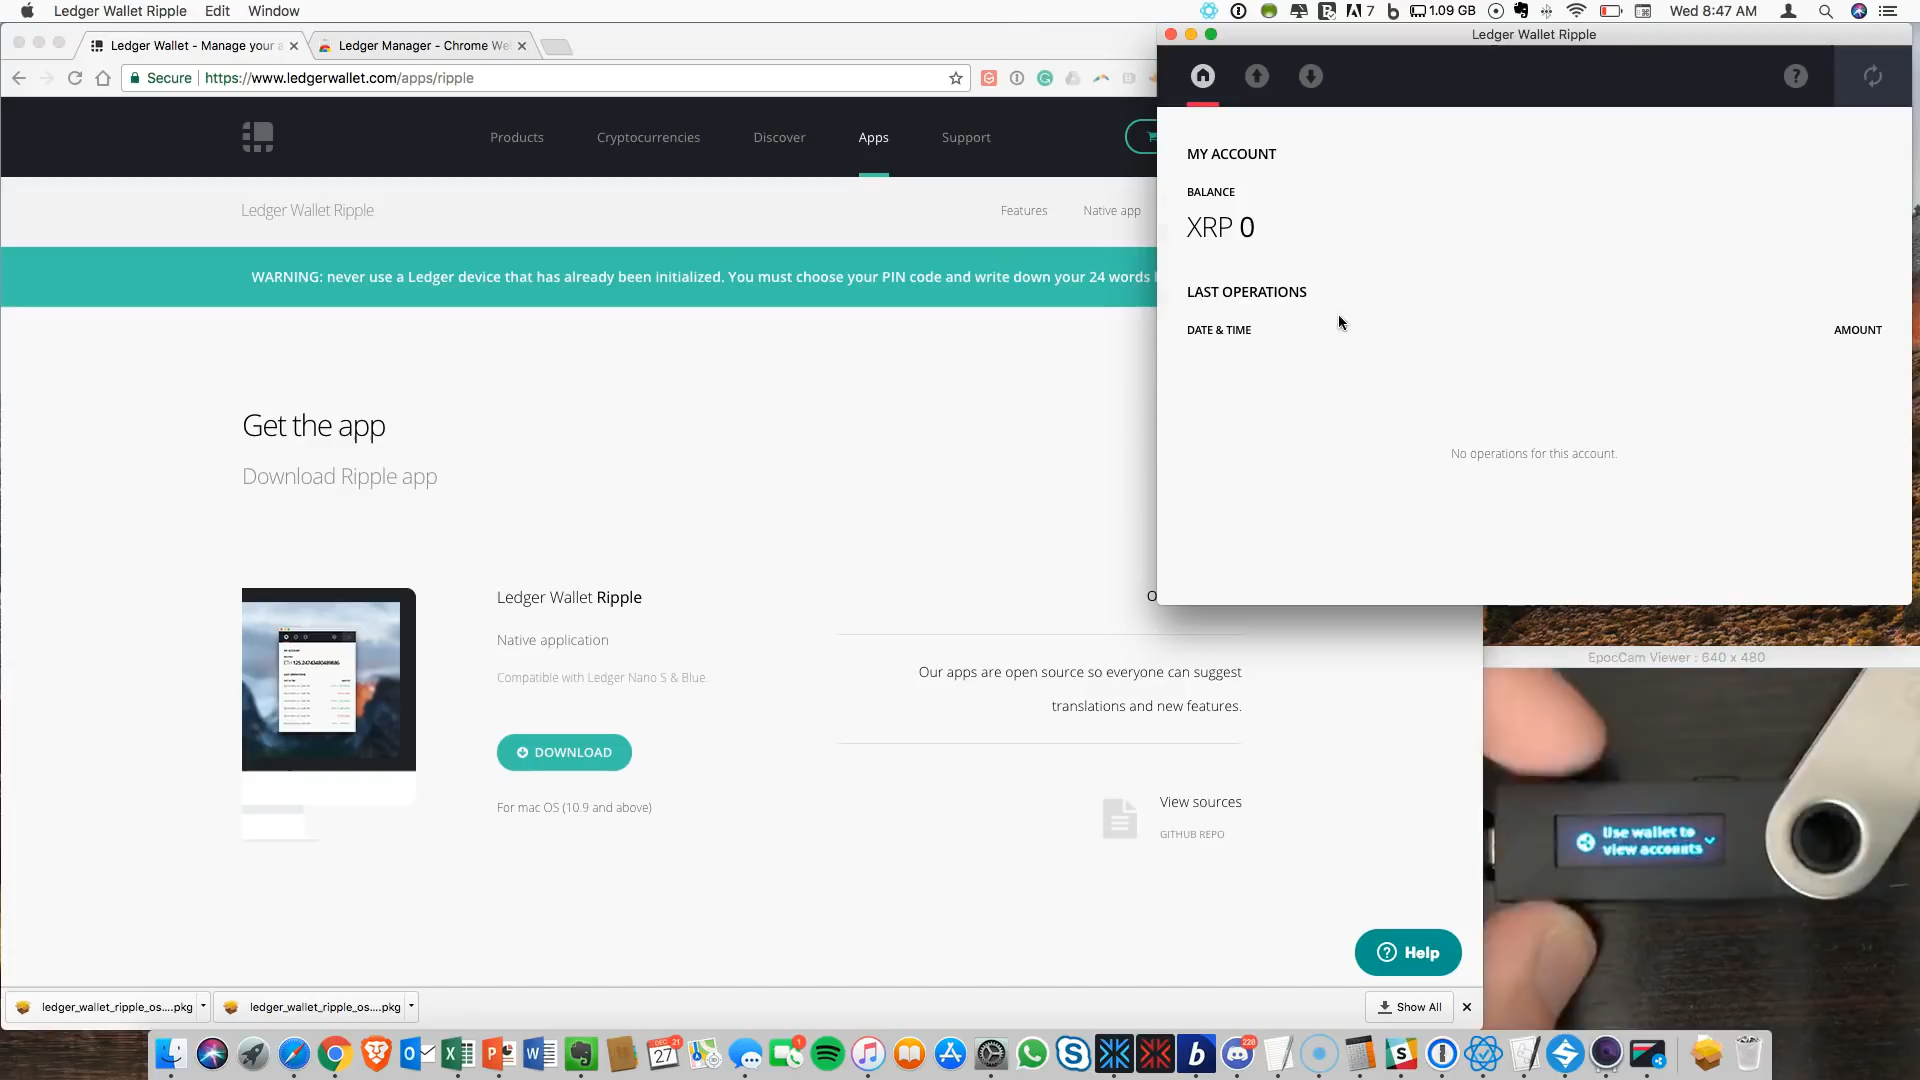 Ledger Wallet Ripple Edit Window
7 1.09 GB Wed 8:47 AM
Ledger Wallet - Manage your a
Ledger Manager - Chrome We
Secure https://www.ledgerwallet.com/apps/ripple
Products Cryptocurrencies Discover Apps Support
Ledger Wallet Ripple Features Native app
WARNING: never use a Ledger device that has already been initialized. You must choose your PIN code and write down your 24 words
Get the app
Download Ripple app
Ledger Wallet Ripple
Native application
Compatible with Ledger Nano S & Blue.
DOWNLOAD
For mac OS (10.9 and above)
O
Our apps are open source so everyone can suggest
translations and new features.
View sources
GITHUB REPO
Help
ledger_wallet_ripple_os....pkg
ledger_wallet_ripple_os....pkg
Show All
Ledger Wallet Ripple
MY ACCOUNT
BALANCE
XRP 0
LAST OPERATIONS
DATE & TIME AMOUNT
No operations for this account.
EpocCam Viewer : 640 x 480
Use wallet to
view accounts
DEC
27
21
1
228